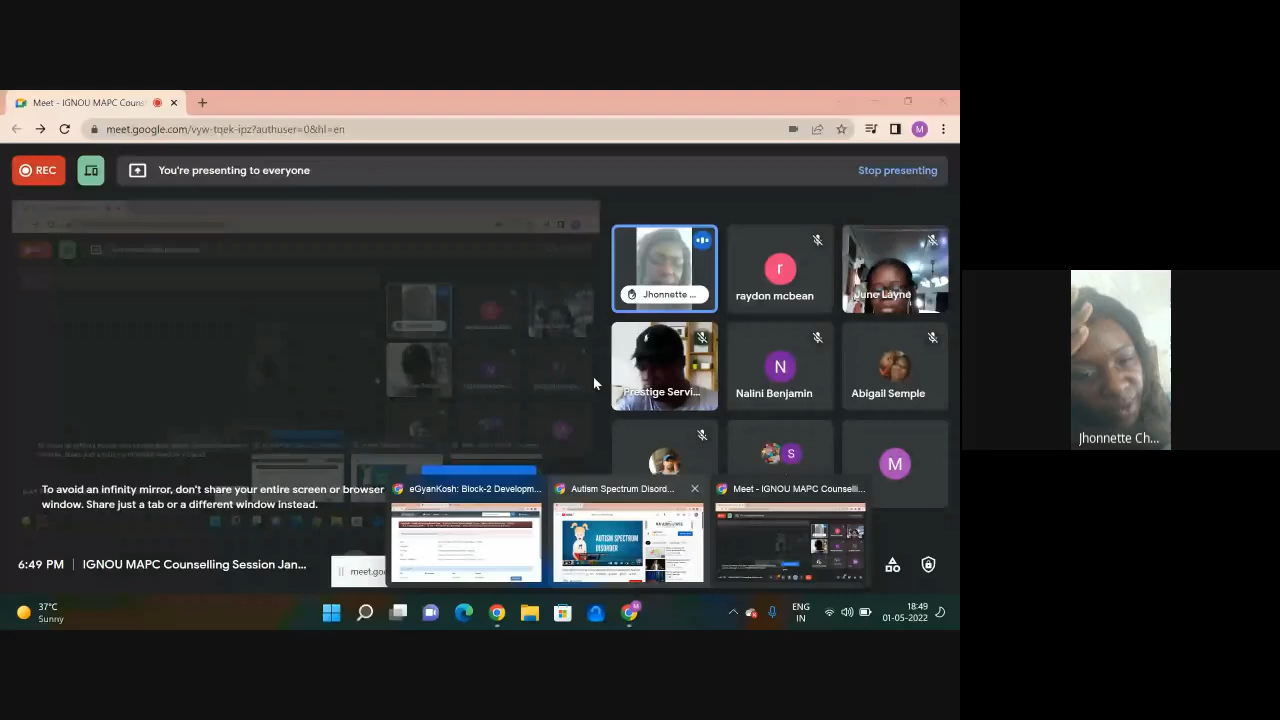 Meet - IGNOU MAPC Couns
meet.google.com/vyw-tqek-ipz?authuser=0&hl=en
M
REC
You're presenting to everyone
Stop presenting
Jhonnette ...
r
raydon mcbean
June Layne
Prestige Servi...
N
Nalini Benjamin
Abigail Semple
S
M
Jhonnette Ch...
To avoid an infinity mirror, don't share your entire screen or browser
window. Share just a tab or a different window instead.
eGyanKosh: Block-2 Developm...
Autism Spectrum Disord...
Meet - IGNOU MAPC Counselli...
AUTISM SPECTRUM
DISORDER
6:49 PM
IGNOU MAPC Counselling Session Jan...
meet.goo
37°C
Sunny
ENG
IN
18:49
01-05-2022